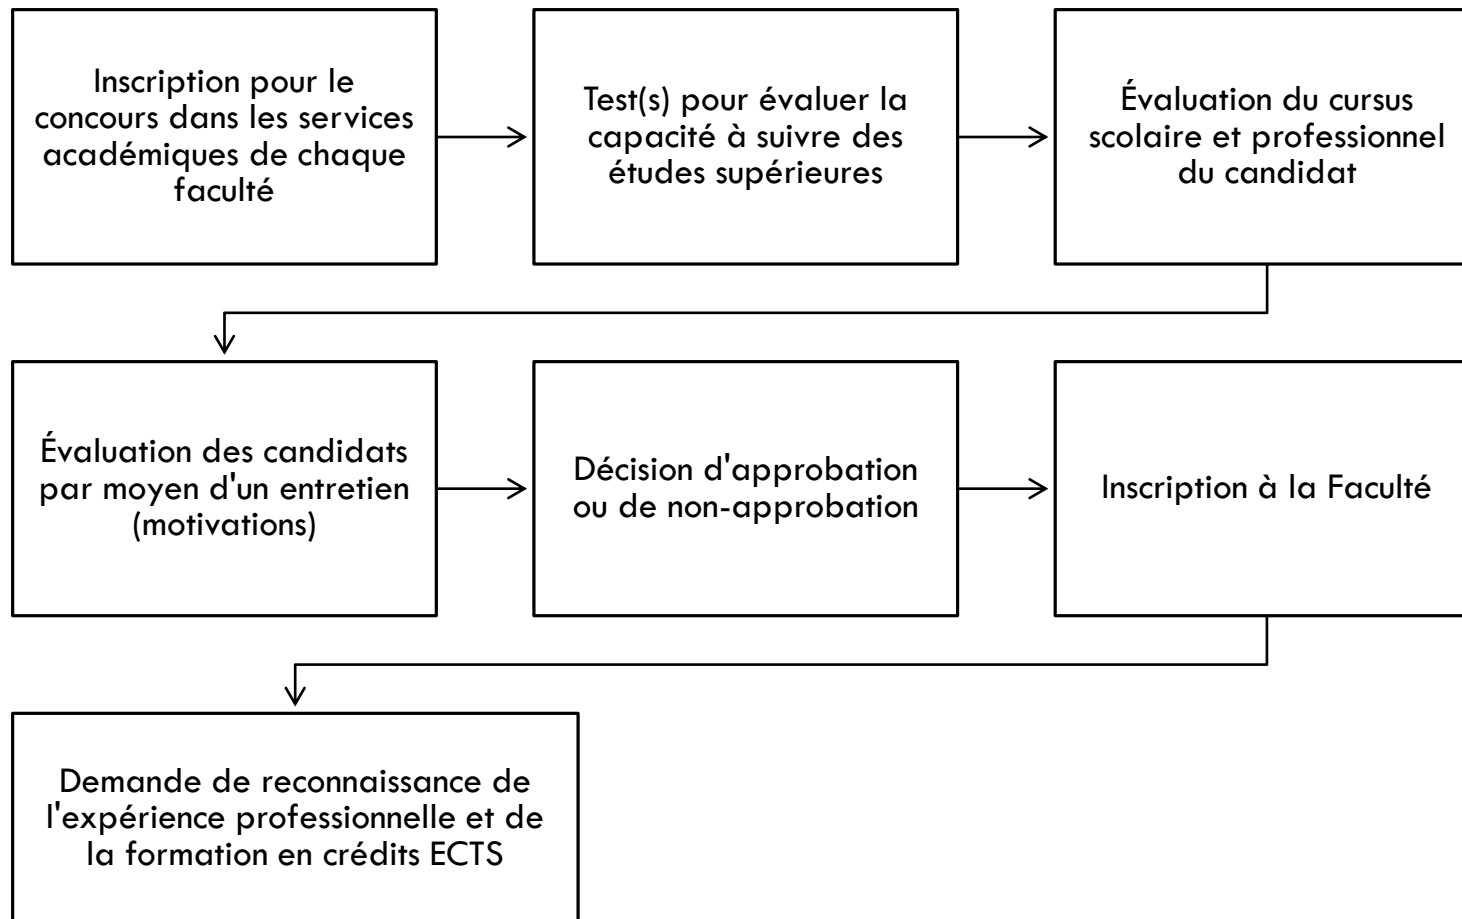 Inscription pour le
concours dans les services
académiques de chaque
faculté
Test(s) pour évaluer la
capacité à suivre des
études supérieures
Évaluation du cursus
scolaire et professionnel
du candidat
Évaluation des candidats
par moyen d'un entretien
(motivations)
Décision d'approbation
ou de non-approbation
Inscription à la Faculté
Demande de reconnaissance de
l'expérience professionnelle et de
la formation en crédits ECTS